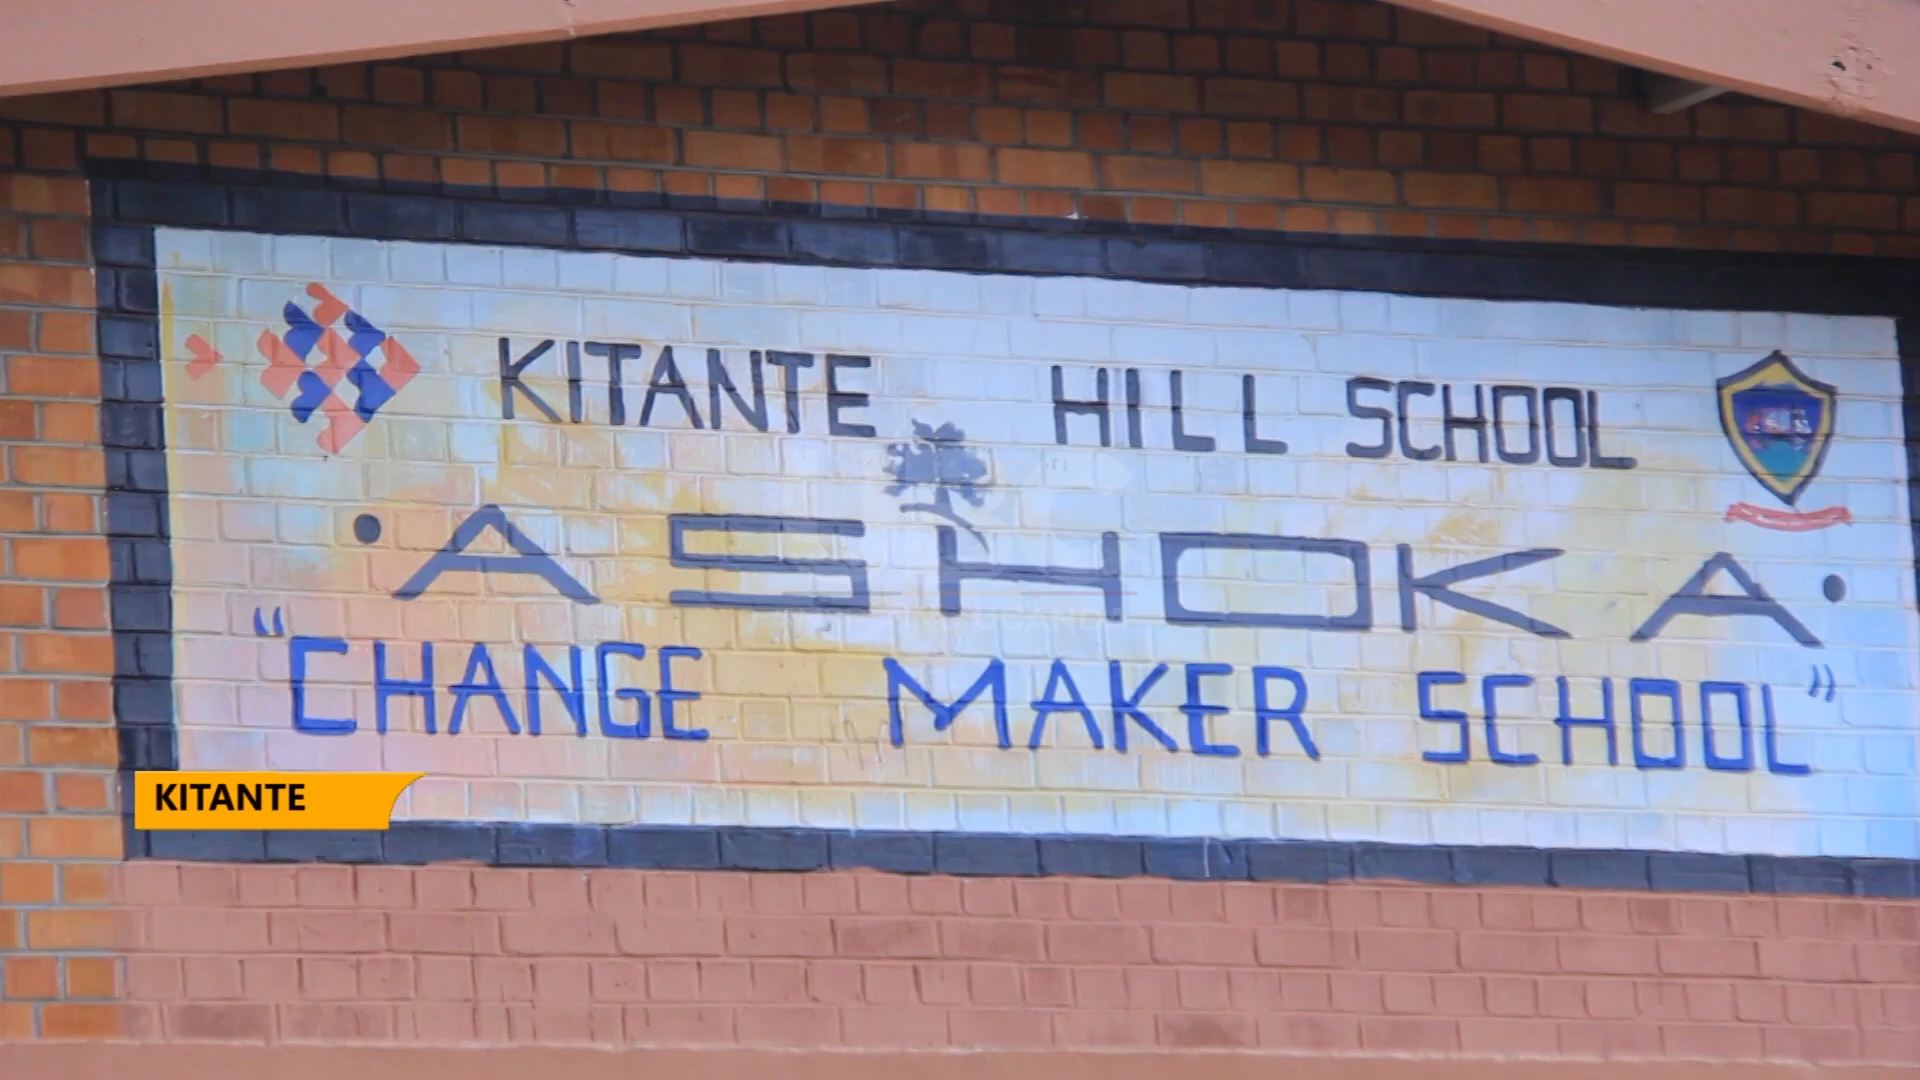 KITANTE HILL SCHOOL
• ASHOKA •
“CHANGE MAKER SCHOOL”
KITANTE